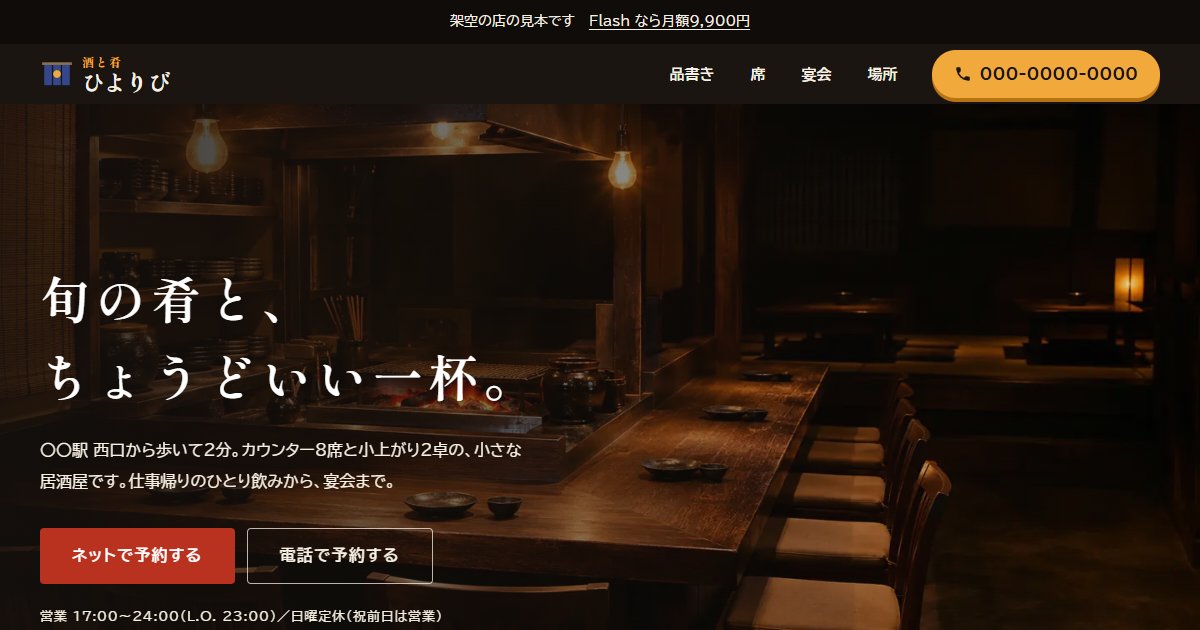 架空の店の見本です Flash なら月額9,900円
酒と肴
ひよりび
品書き 席 宴会 場所 000-0000-0000
旬の肴と、
ちょうどいい一杯。
〇〇駅 西口から歩いて2分。カウンター8席と小上がり2卓の、小さな
居酒屋です。仕事帰りのひとり飲みから、宴会まで。
ネットで予約する 電話で予約する
営業 17:00〜24:00(L.O. 23:00)／日曜定休(祝前日は営業)